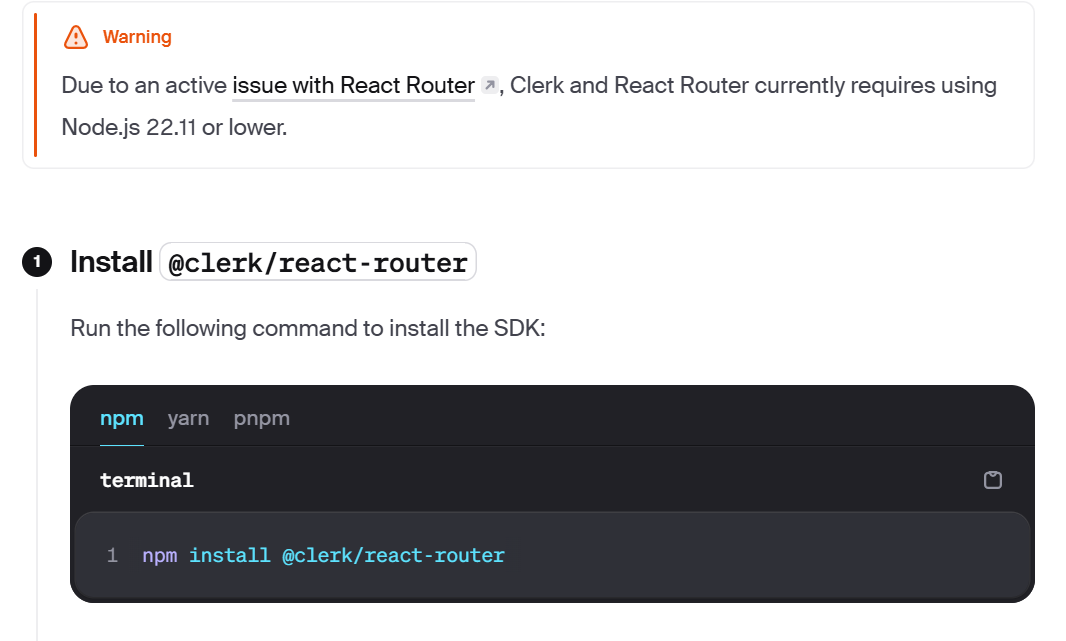 Warning
Due to an active issue with React Router, Clerk and React Router currently requires using
Node.js 22.11 or lower.
1 Install @clerk/react-router
Run the following command to install the SDK:
npm yarn pnpm
terminal
1 npm install @clerk/react-router